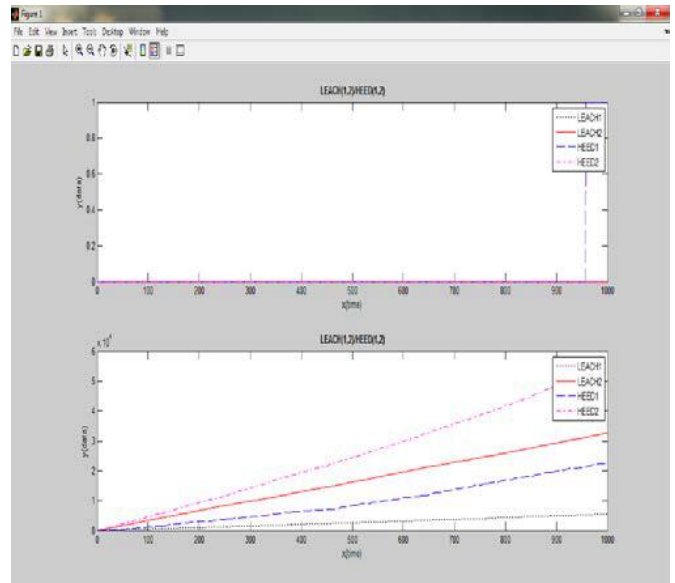 Figure 1
File Edit View Insert Tools Desktop Window Help
LEACH(1,2)/HEED(1,2)
1
0.8
0.6
0.4
0.2
0
y(data)
LEACH1
LEACH2
HEED1
HEED2
0 100 200 300 400 500 600 700 800 900 1000
x(time)
LEACH(1,2)/HEED(1,2)
x 10⁴
6
5
4
3
2
1
0
y(data)
LEACH1
LEACH2
HEED1
HEED2
0 100 200 300 400 500 600 700 800 900 1000
x(time)